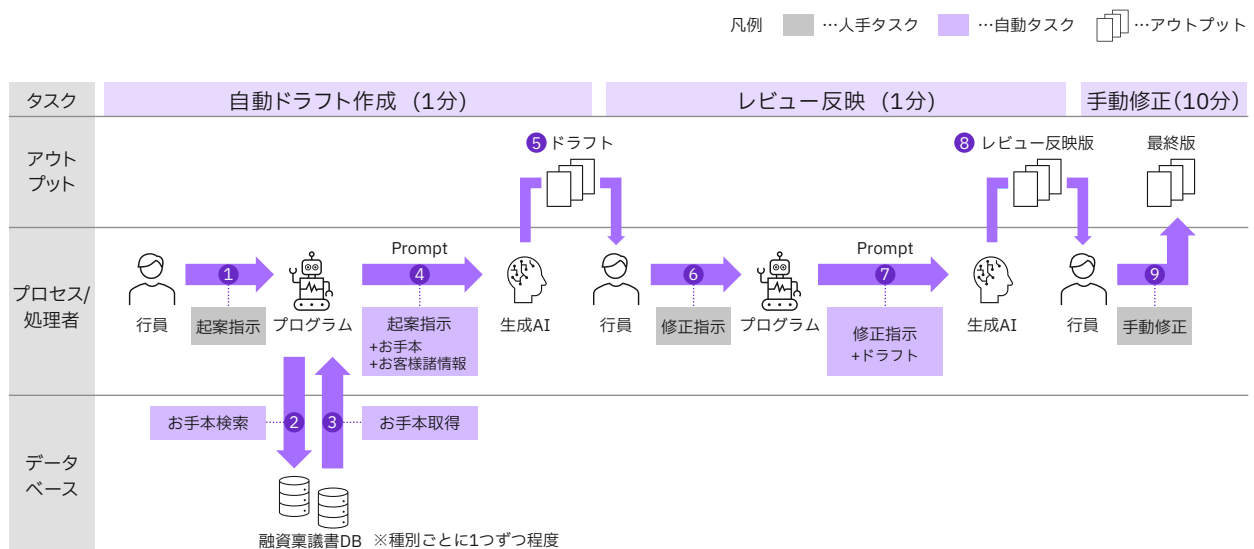 凡例 …人手タスク …自動タスク …アウトプット
タスク
自動ドラフト作成 (1分)
レビュー反映 (1分)
手動修正(10分)
アウト
プット
5 ドラフト
8 レビュー反映版
最終版
プロセス/
処理者
行員
1
起案指示
プログラム
Prompt
4
起案指示
+お手本
+お客様諸情報
生成AI
行員
6
修正指示
プログラム
Prompt
7
修正指示
+ドラフト
生成AI
行員
9
手動修正
データ
ベース
お手本検索
2
3
お手本取得
融資稟議書DB ※種別ごとに1つずつ程度